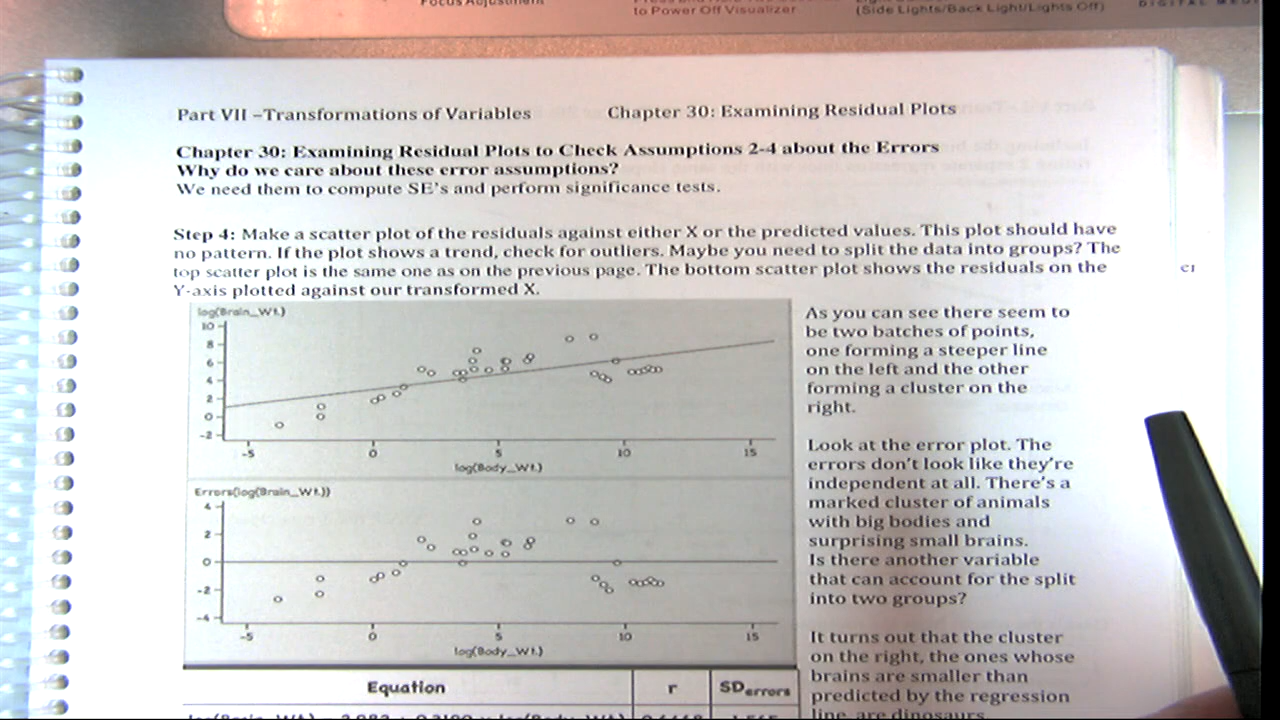 Focus Adjustment
to Power Off Visualizer
(Side Lights/Back Light/Lights Off)
Part VII –Transformations of Variables Chapter 30: Examining Residual Plots
Chapter 30: Examining Residual Plots to Check Assumptions 2-4 about the Errors
Why do we care about these error assumptions?
We need them to compute SE's and perform significance tests.
Step 4: Make a scatter plot of the residuals against either X or the predicted values. This plot should have
no pattern. If the plot shows a trend, check for outliers. Maybe you need to split the data into groups? The
top scatter plot is the same one as on the previous page. The bottom scatter plot shows the residuals on the
Y-axis plotted against our transformed X.
log(Brain_Wt.)
10
8
6
4
2
0
-2
-5 0 5 10 15
log(Body_Wt.)
Errors(log(Brain_Wt.))
4
2
0
-2
-4
-5 0 5 10 15
log(Body_Wt.)
Equation r SDerrors
As you can see there seem to
be two batches of points,
one forming a steeper line
on the left and the other
forming a cluster on the
right.
Look at the error plot. The
errors don't look like they're
independent at all. There's a
marked cluster of animals
with big bodies and
surprising small brains.
Is there another variable
that can account for the split
into two groups?
It turns out that the cluster
on the right, the ones whose
brains are smaller than
predicted by the regression
line, are dinosaurs